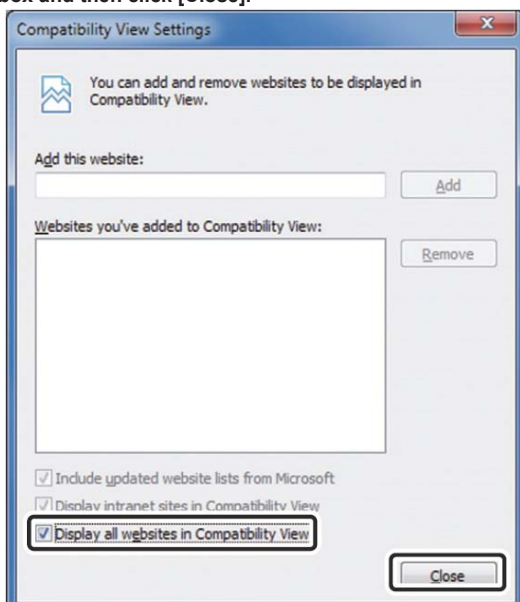 box and then click [Close].
Compatibility View Settings
You can add and remove websites to be displayed in
Compatibility View.
Add this website:
Add
Websites you've added to Compatibility View:
Remove
Include updated website lists from Microsoft
Display intranet sites in Compatibility View
Display all websites in Compatibility View
Close